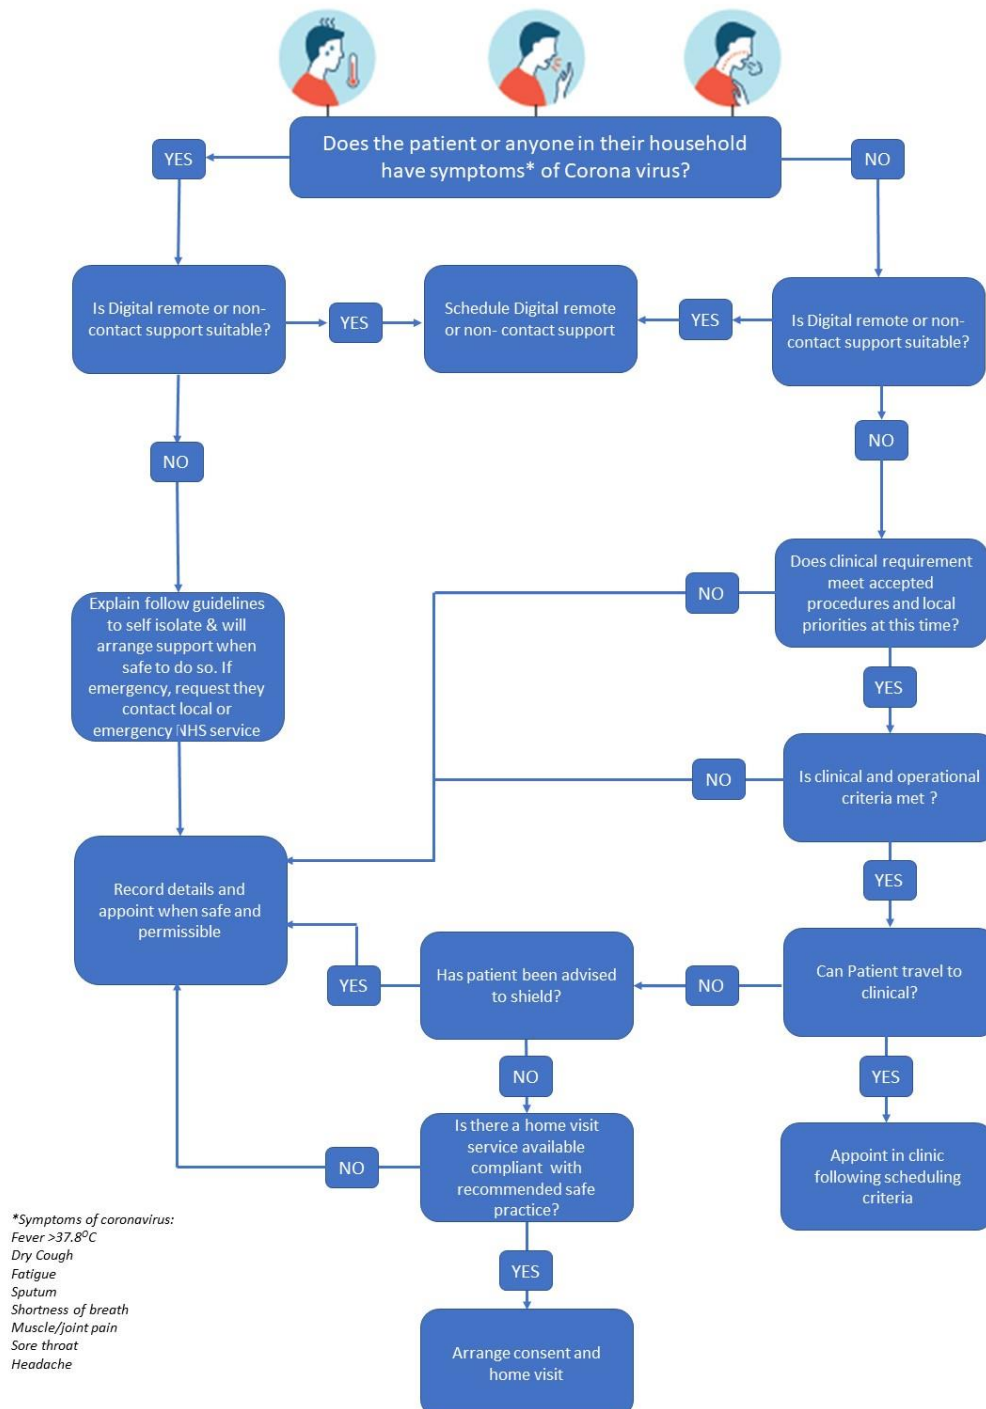 Does the patient or anyone in their household
have symptoms* of Corona virus?
YES
NO
Is Digital remote or non-
contact support suitable?
YES
Schedule Digital remote
or non- contact support
YES
Is Digital remote or non-
contact support suitable?
NO
NO
Does clinical requirement
meet accepted
procedures and local
priorities at this time?
NO
Explain follow guidelines
to self isolate & will
arrange support when
safe to do so. If
emergency, request they
contact local or
emergency NHS service
YES
Is clinical and operational
criteria met ?
NO
YES
Record details and
appoint when safe and
permissible
Can Patient travel to
clinical?
NO
Has patient been advised
to shield?
YES
NO
YES
Is there a home visit
service available
compliant with
recommended safe
practice?
NO
Appoint in clinic
following scheduling
criteria
YES
Arrange consent and
home visit
*Symptoms of coronavirus:
Fever >37.8⁰C
Dry Cough
Fatigue
Sputum
Shortness of breath
Muscle/joint pain
Sore throat
Headache